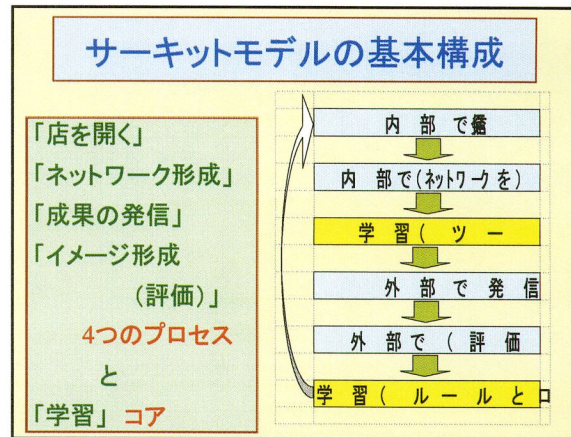 サーキットモデルの基本構成
「店を開く」
「ネットワーク形成」
「成果の発信」
「イメージ形成
（評価）」
4つのプロセス
と
「学習」コア
内 部 で
内 部 で(ネットワークを)
学 習 (　ツ ー
外 部 で 発 信
外 部 で ( 評 価
学 習 (　ル ー ル と コ